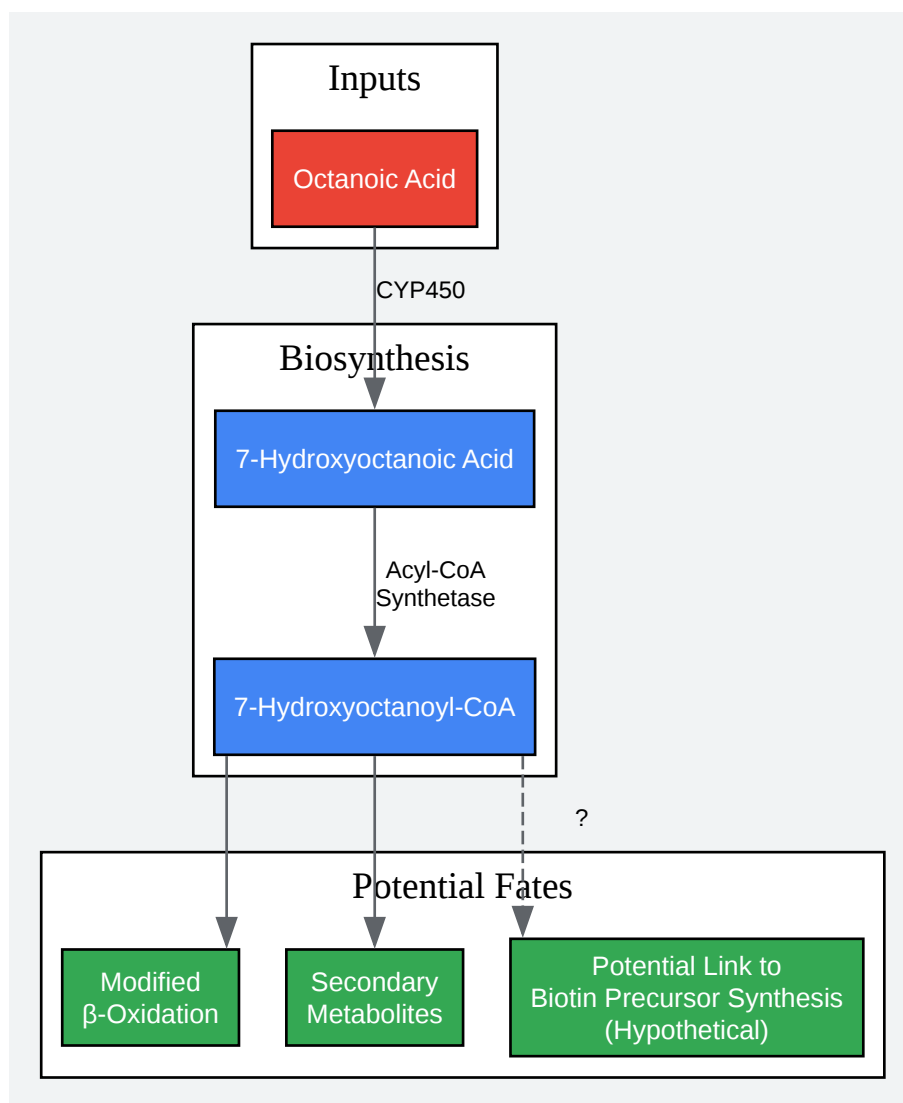 Inputs
Octanoic Acid
CYP450
Biosynthesis
7-Hydroxyoctanoic Acid
Acyl-CoA
Synthetase
7-Hydroxyoctanoyl-CoA
?
Potential Fates
Modified
β-Oxidation
Secondary
Metabolites
Potential Link to
Biotin Precursor Synthesis
(Hypothetical)